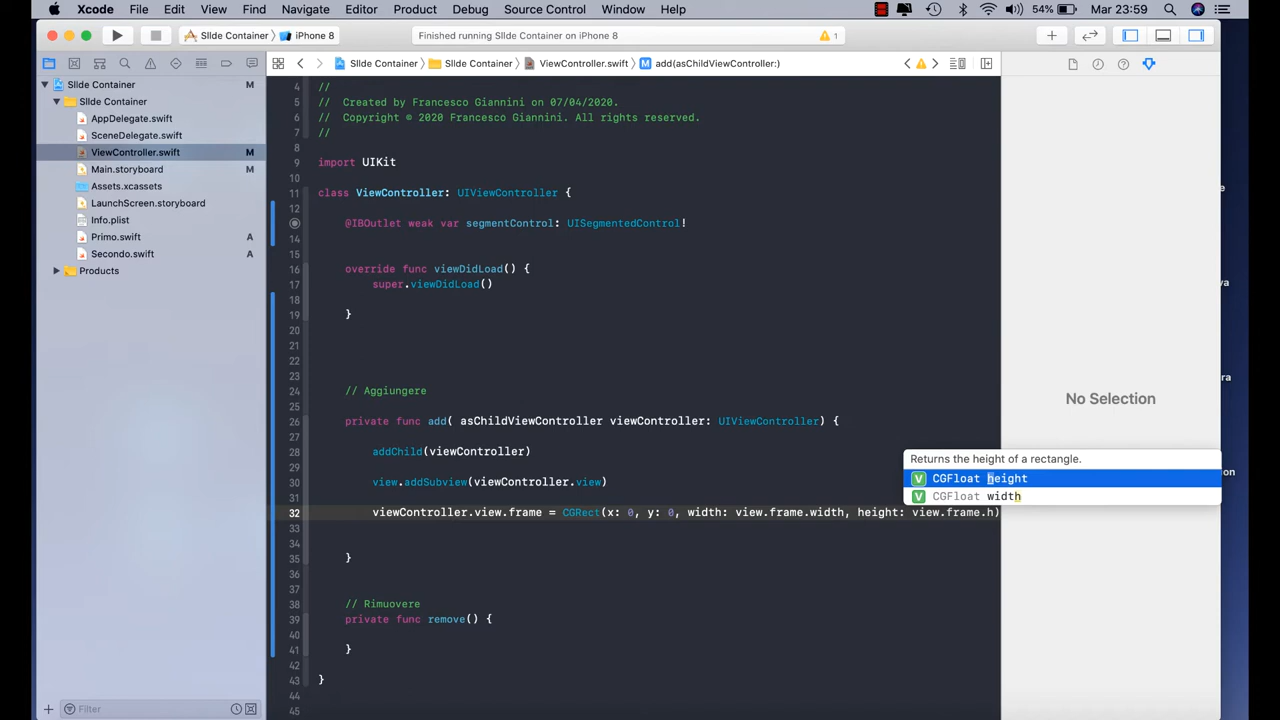 Xcode File Edit View Find Navigate Editor Product Debug Source Control Window Help 54% Mar 23:59
SlIde Container iPhone 8 Finished running SlIde Container on iPhone 8 1
SlIde Container SlIde Container ViewController.swift M add(asChildViewController:)
SlIde Container M
SlIde Container
AppDelegate.swift
SceneDelegate.swift
ViewController.swift M
Main.storyboard M
Assets.xcassets
LaunchScreen.storyboard
Info.plist
Primo.swift A
Secondo.swift A
Products
Filter
4 //
5 // Created by Francesco Giannini on 07/04/2020.
6 // Copyright © 2020 Francesco Giannini. All rights reserved.
7 //
8
9 import UIKit
10
11 class ViewController: UIViewController {
12
@IBOutlet weak var segmentControl: UISegmentedControl!
14
15
16 override func viewDidLoad() {
17 super.viewDidLoad()
18
19 }
20
21
22
23
24 // Aggiungere
25
26 private func add( asChildViewController viewController: UIViewController) {
27
28 addChild(viewController)
29
30 view.addSubview(viewController.view)
31
32 viewController.view.frame = CGRect(x: 0, y: 0, width: view.frame.width, height: view.frame.h)
33
34
35 }
36
37
38 // Rimuovere
39 private func remove() {
40
41 }
42
43 }
44
45
Returns the height of a rectangle.
V CGFloat height
V CGFloat width
No Selection
e
va
ra
on